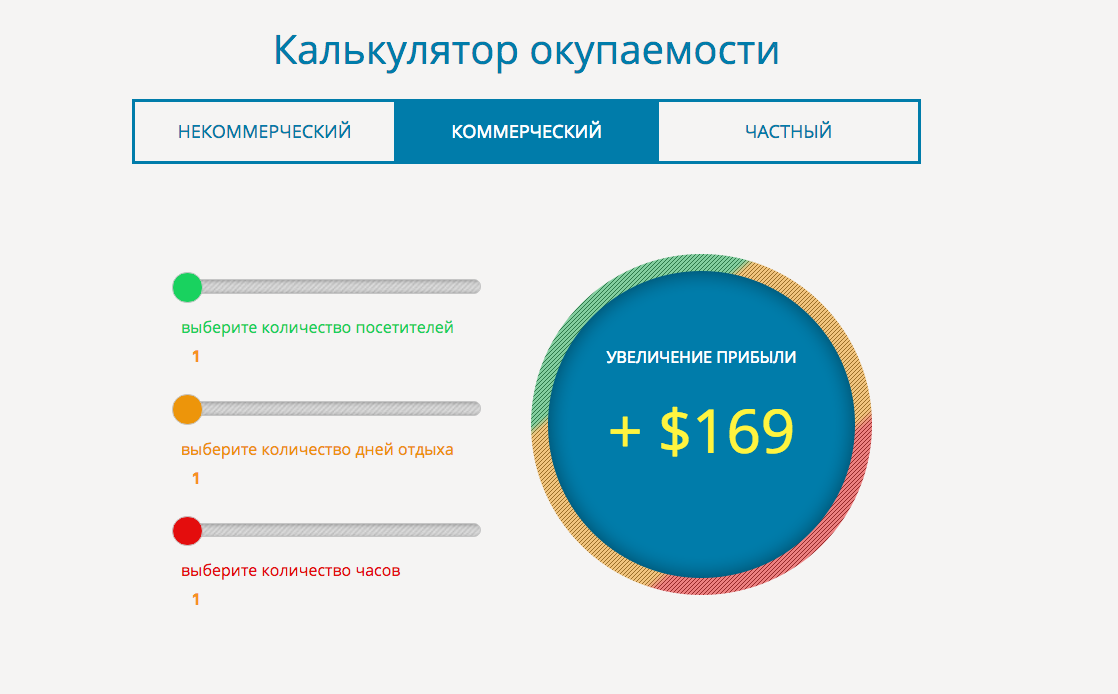 Калькулятор окупаемости
НЕКОММЕРЧЕСКИЙ
КОММЕРЧЕСКИЙ
ЧАСТНЫЙ
выберите количество посетителей
1
выберите количество дней отдыха
1
выберите количество часов
1
УВЕЛИЧЕНИЕ ПРИБЫЛИ
+ $169